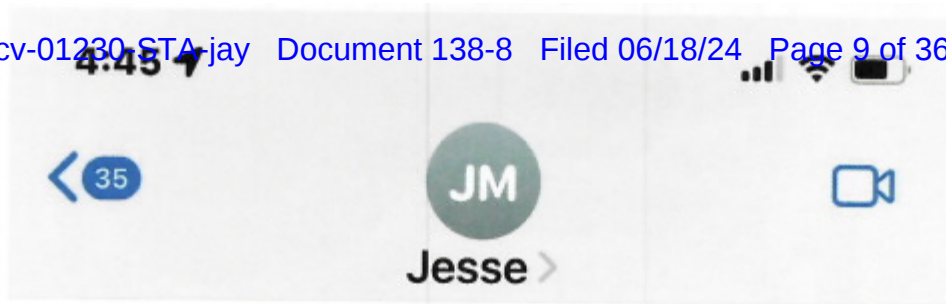 cv-01230-STA-jay Document 138-8 Filed 06/18/24 Page 9 of 36
4:45
35
JM
Jesse